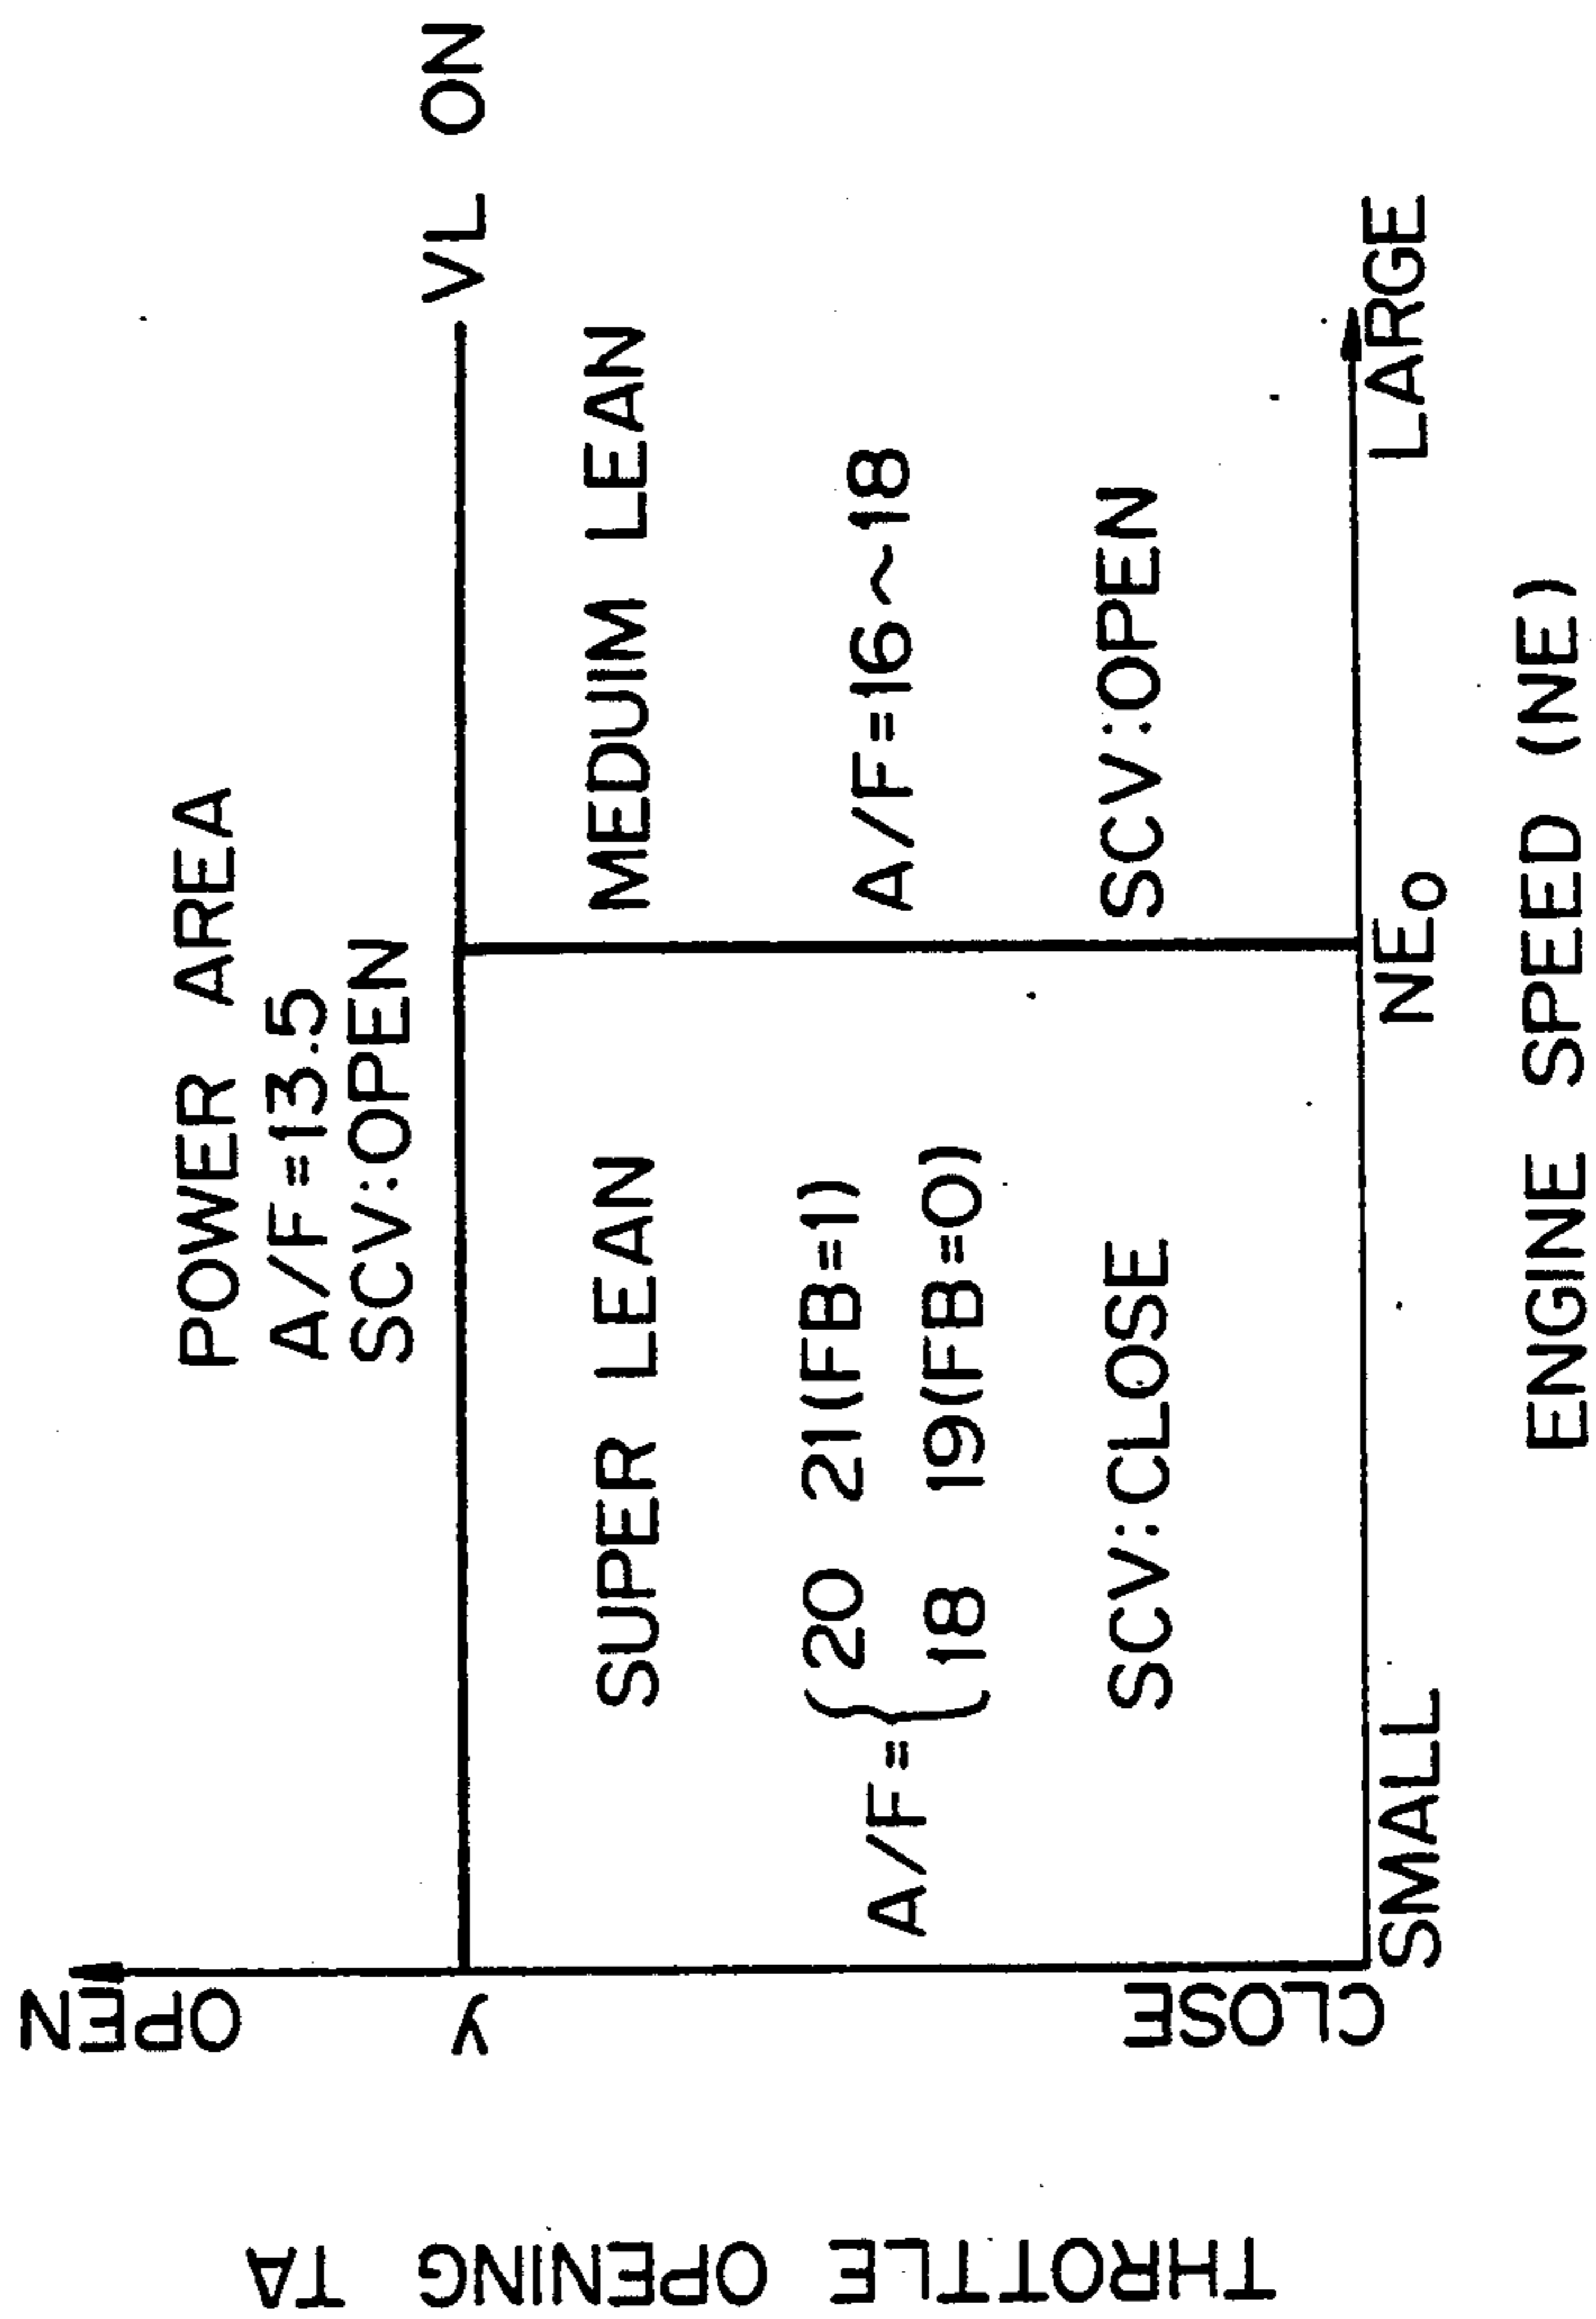 THROTTLE OPENING TA
OPEN
Y
CLOSE
POWER AREA
A/F=13.5
SCV:OPEN
VL ON
SUPER LEAN
A/F={20 21(FB=1)
18 19(FB=0)
SCV:CLOSE
MEDUIM LEAN
A/F=16~18
SCV:OPEN
SMALL
NE0
LARGE
ENGINE SPEED (NE)